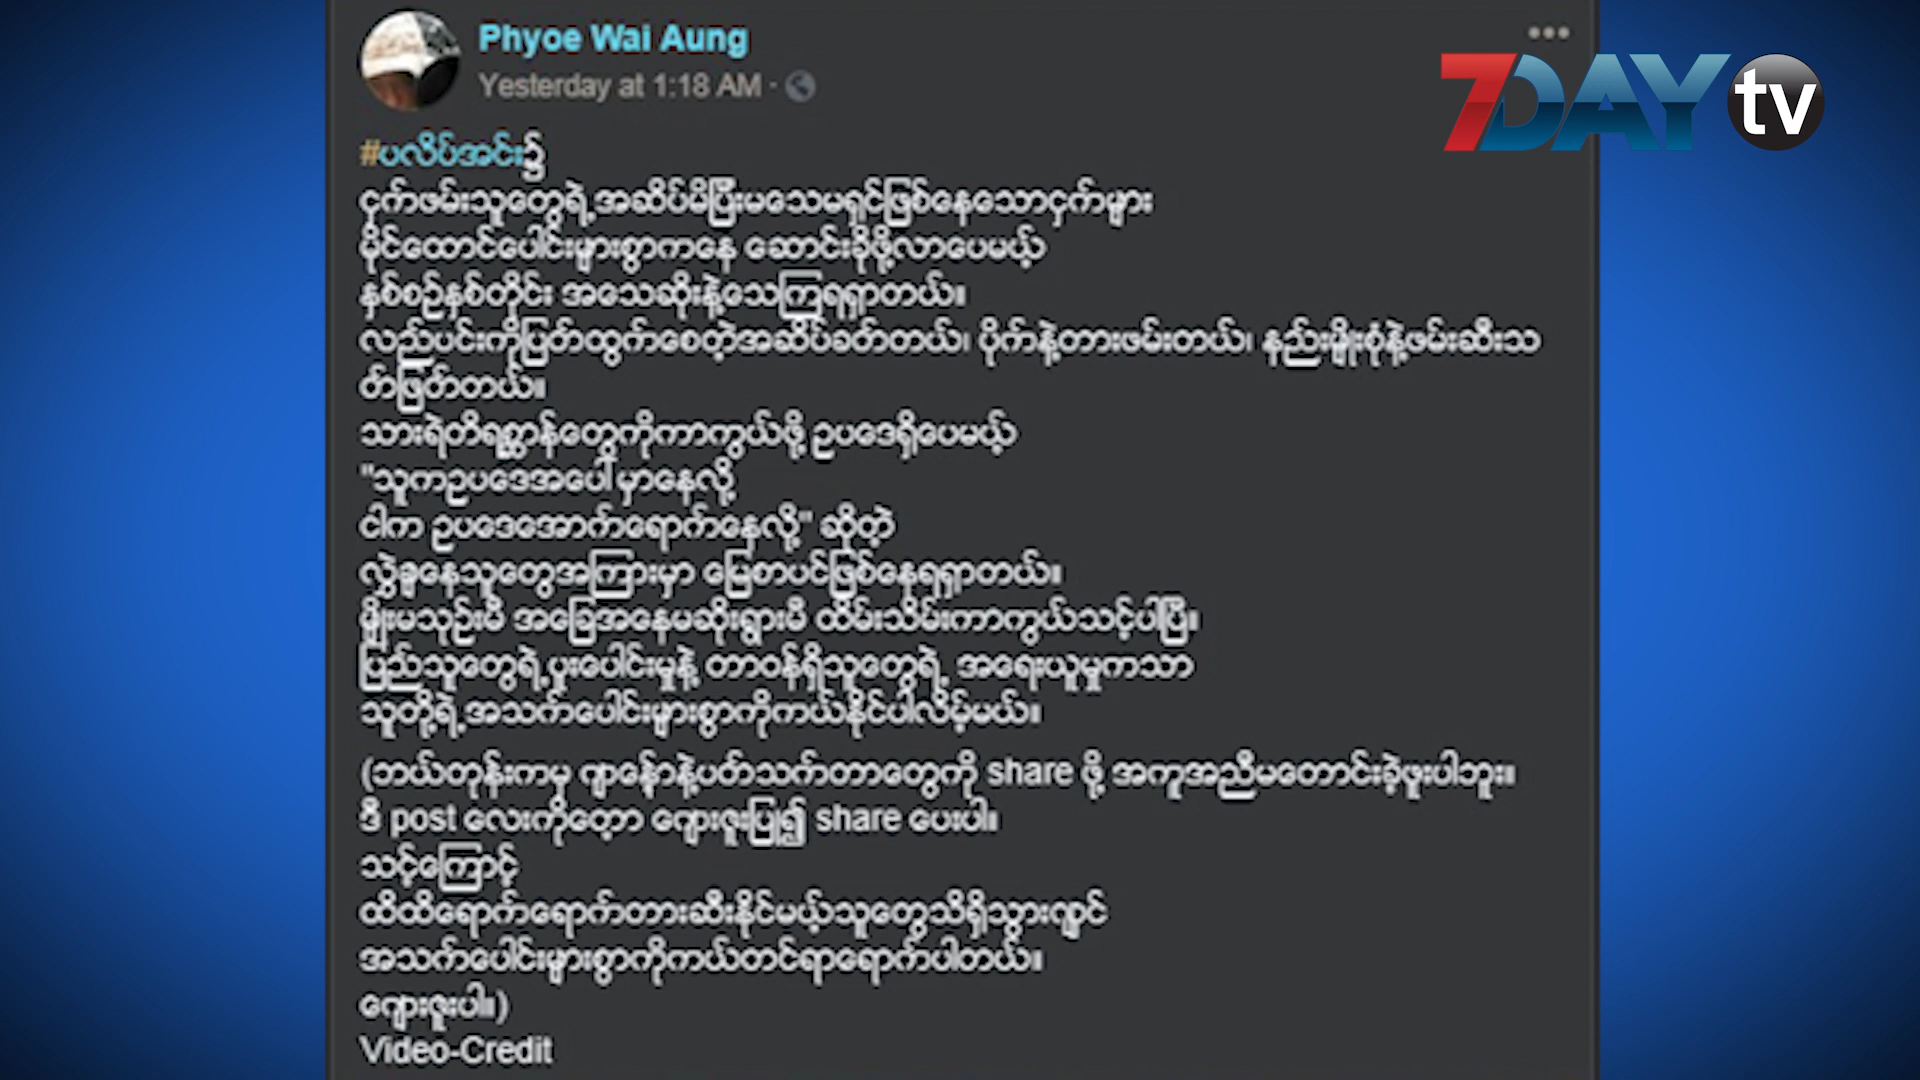 Phyoe Wai Aung
Yesterday at 1:18 AM ·
7DAY tv
#ပလိပ်အင်း၌
ငှက်ဖမ်းသူတွေရဲ့အဆိပ်မိပြီးမသေမရှင်ဖြစ်နေသောငှက်များ
မိုင်ထောင်ပေါင်းများစွာကနေ ဆောင်းခိုဖို့လာပေမယ့်
နှစ်စဉ်နှစ်တိုင်း အသေဆိုးနဲ့သေကြရရှာတယ်။
လည်ပင်းကိုပြတ်ထွက်စေတဲ့အဆိပ်ခတ်တယ်၊ ပိုက်နဲ့တားဖမ်းတယ်၊ နည်းမျိုးစုံနဲ့ဖမ်းဆီးသ
တ်ဖြတ်တယ်။
သားရဲတိရစ္ဆာန်တွေကိုကာကွယ်ဖို့ ဥပဒေရှိပေမယ့်
"သူကဥပဒေအပေါ်မှာနေလို့
ငါက ဥပဒေအောက်ရောက်နေလို့" ဆိုတဲ့
လွှဲချနေသူတွေအကြားမှာ မြေစာပင်ဖြစ်နေရရှာတယ်။
မျိုးမသုဉ်းမီ အခြေအနေမဆိုးရွားမီ ထိမ်းသိမ်းကာကွယ်သင့်ပါပြီ။
ပြည်သူတွေရဲ့ပူးပေါင်းမှုနဲ့ တာဝန်ရှိသူတွေရဲ့ အရေးယူမှုကသာ
သူတို့ရဲ့အသက်ပေါင်းများစွာကိုကယ်နိုင်ပါလိမ့်မယ်။
(ဘယ်တုန်းကမှ ကျနော့်နဲ့ပတ်သက်တာတွေကို share ဖို့ အကူအညီမတောင်းခဲ့ဖူးပါဘူး။
ဒီ post လေးကိုတော့ ကျေးဇူးပြု၍ share ပေးပါ။
သင့်ကြောင့်
ထိထိရောက်ရောက်တားဆီးနိုင်မယ့်သူတွေသိရှိသွားလျှင်
အသက်ပေါင်းများစွာကိုကယ်တင်ရာရောက်ပါတယ်။
ကျေးဇူးပါ။)
Video-Credit